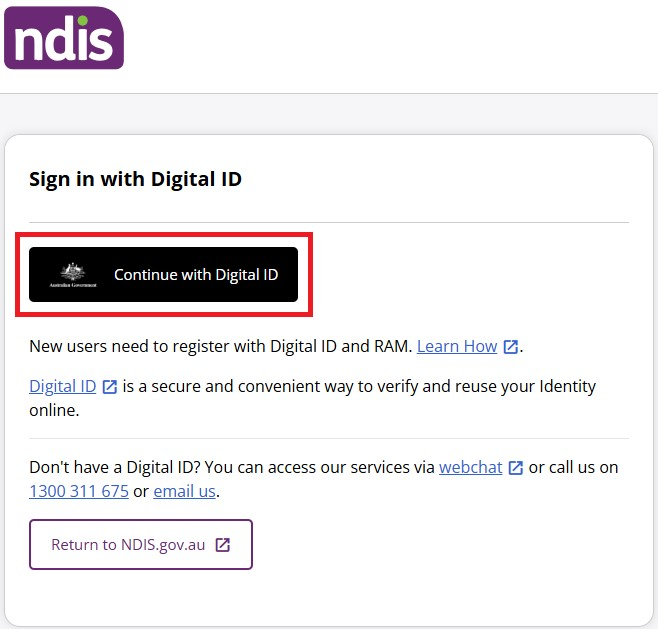 ndis
Sign in with Digital ID
Australian Government
Continue with Digital ID
New users need to register with Digital ID and RAM. Learn How.
Digital ID is a secure and convenient way to verify and reuse your Identity
online.
Don't have a Digital ID? You can access our services via webchat or call us on
1300 311 675 or email us.
Return to NDIS.gov.au